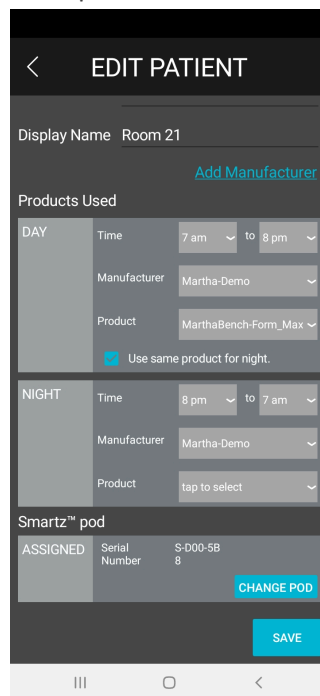 EDIT PATIENT
Display Name Room 21
Add Manufacturer
Products Used
DAY
Time 7 am to 8 pm
Manufacturer Martha-Demo
Product MarthaBench-Form_Max
Use same product for night.
NIGHT
Time 8 pm to 7 am
Manufacturer Martha-Demo
Product tap to select
Smartz™ pod
ASSIGNED Serial Number S-D00-5B8
CHANGE POD
SAVE